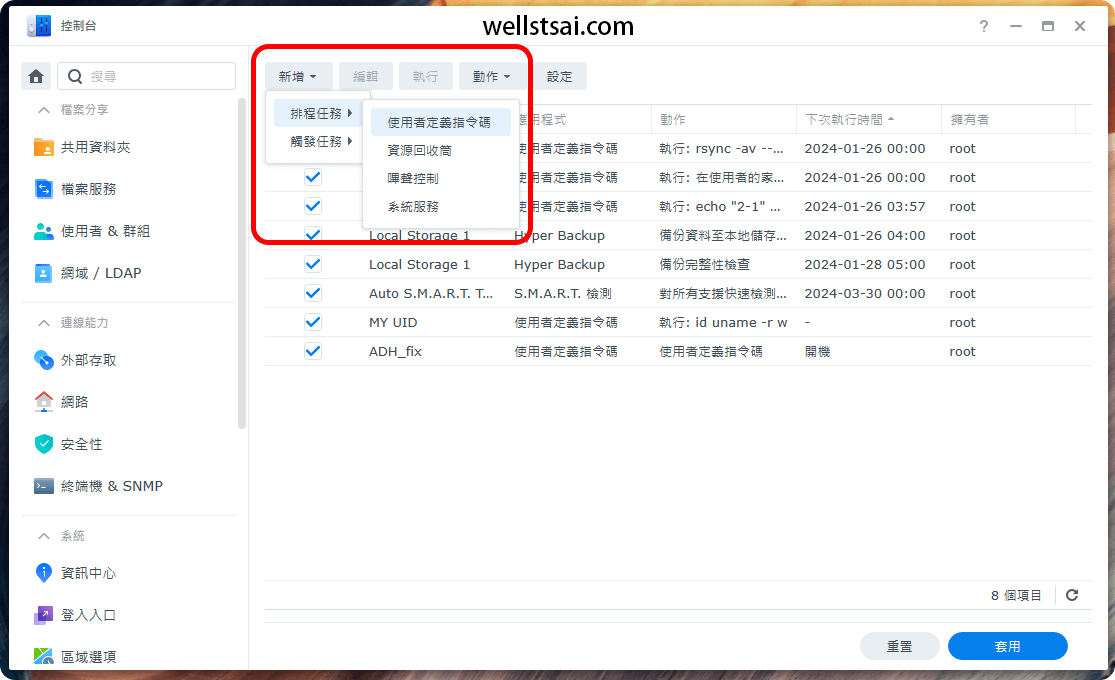 控制台
wellstsai.com
搜尋
檔案分享
共用資料夾
檔案服務
使用者 & 群組
網域 / LDAP
連線能力
外部存取
網路
安全性
終端機 & SNMP
系統
資訊中心
登入入口
區域選項
新增 編輯 執行 動作 設定
排程任務
觸發任務
使用者定義指令碼
資源回收筒
嗶聲控制
系統服務
應用程式 動作 下次執行時間 擁有者
使用者定義指令碼 執行: rsync -av --... 2024-01-26 00:00 root
使用者定義指令碼 執行: 在使用者的家... 2024-01-26 00:00 root
使用者定義指令碼 執行: echo "2-1" ... 2024-01-26 03:57 root
Local Storage 1 Hyper Backup 備份資料至本地儲存... 2024-01-26 04:00 root
Local Storage 1 Hyper Backup 備份完整性檢查 2024-01-28 05:00 root
Auto S.M.A.R.T. T... S.M.A.R.T. 檢測 對所有支援快速檢測... 2024-03-30 00:00 root
MY UID 使用者定義指令碼 執行: id uname -r w - root
ADH_fix 使用者定義指令碼 使用者定義指令碼 開機 root
8 個項目
重置 套用